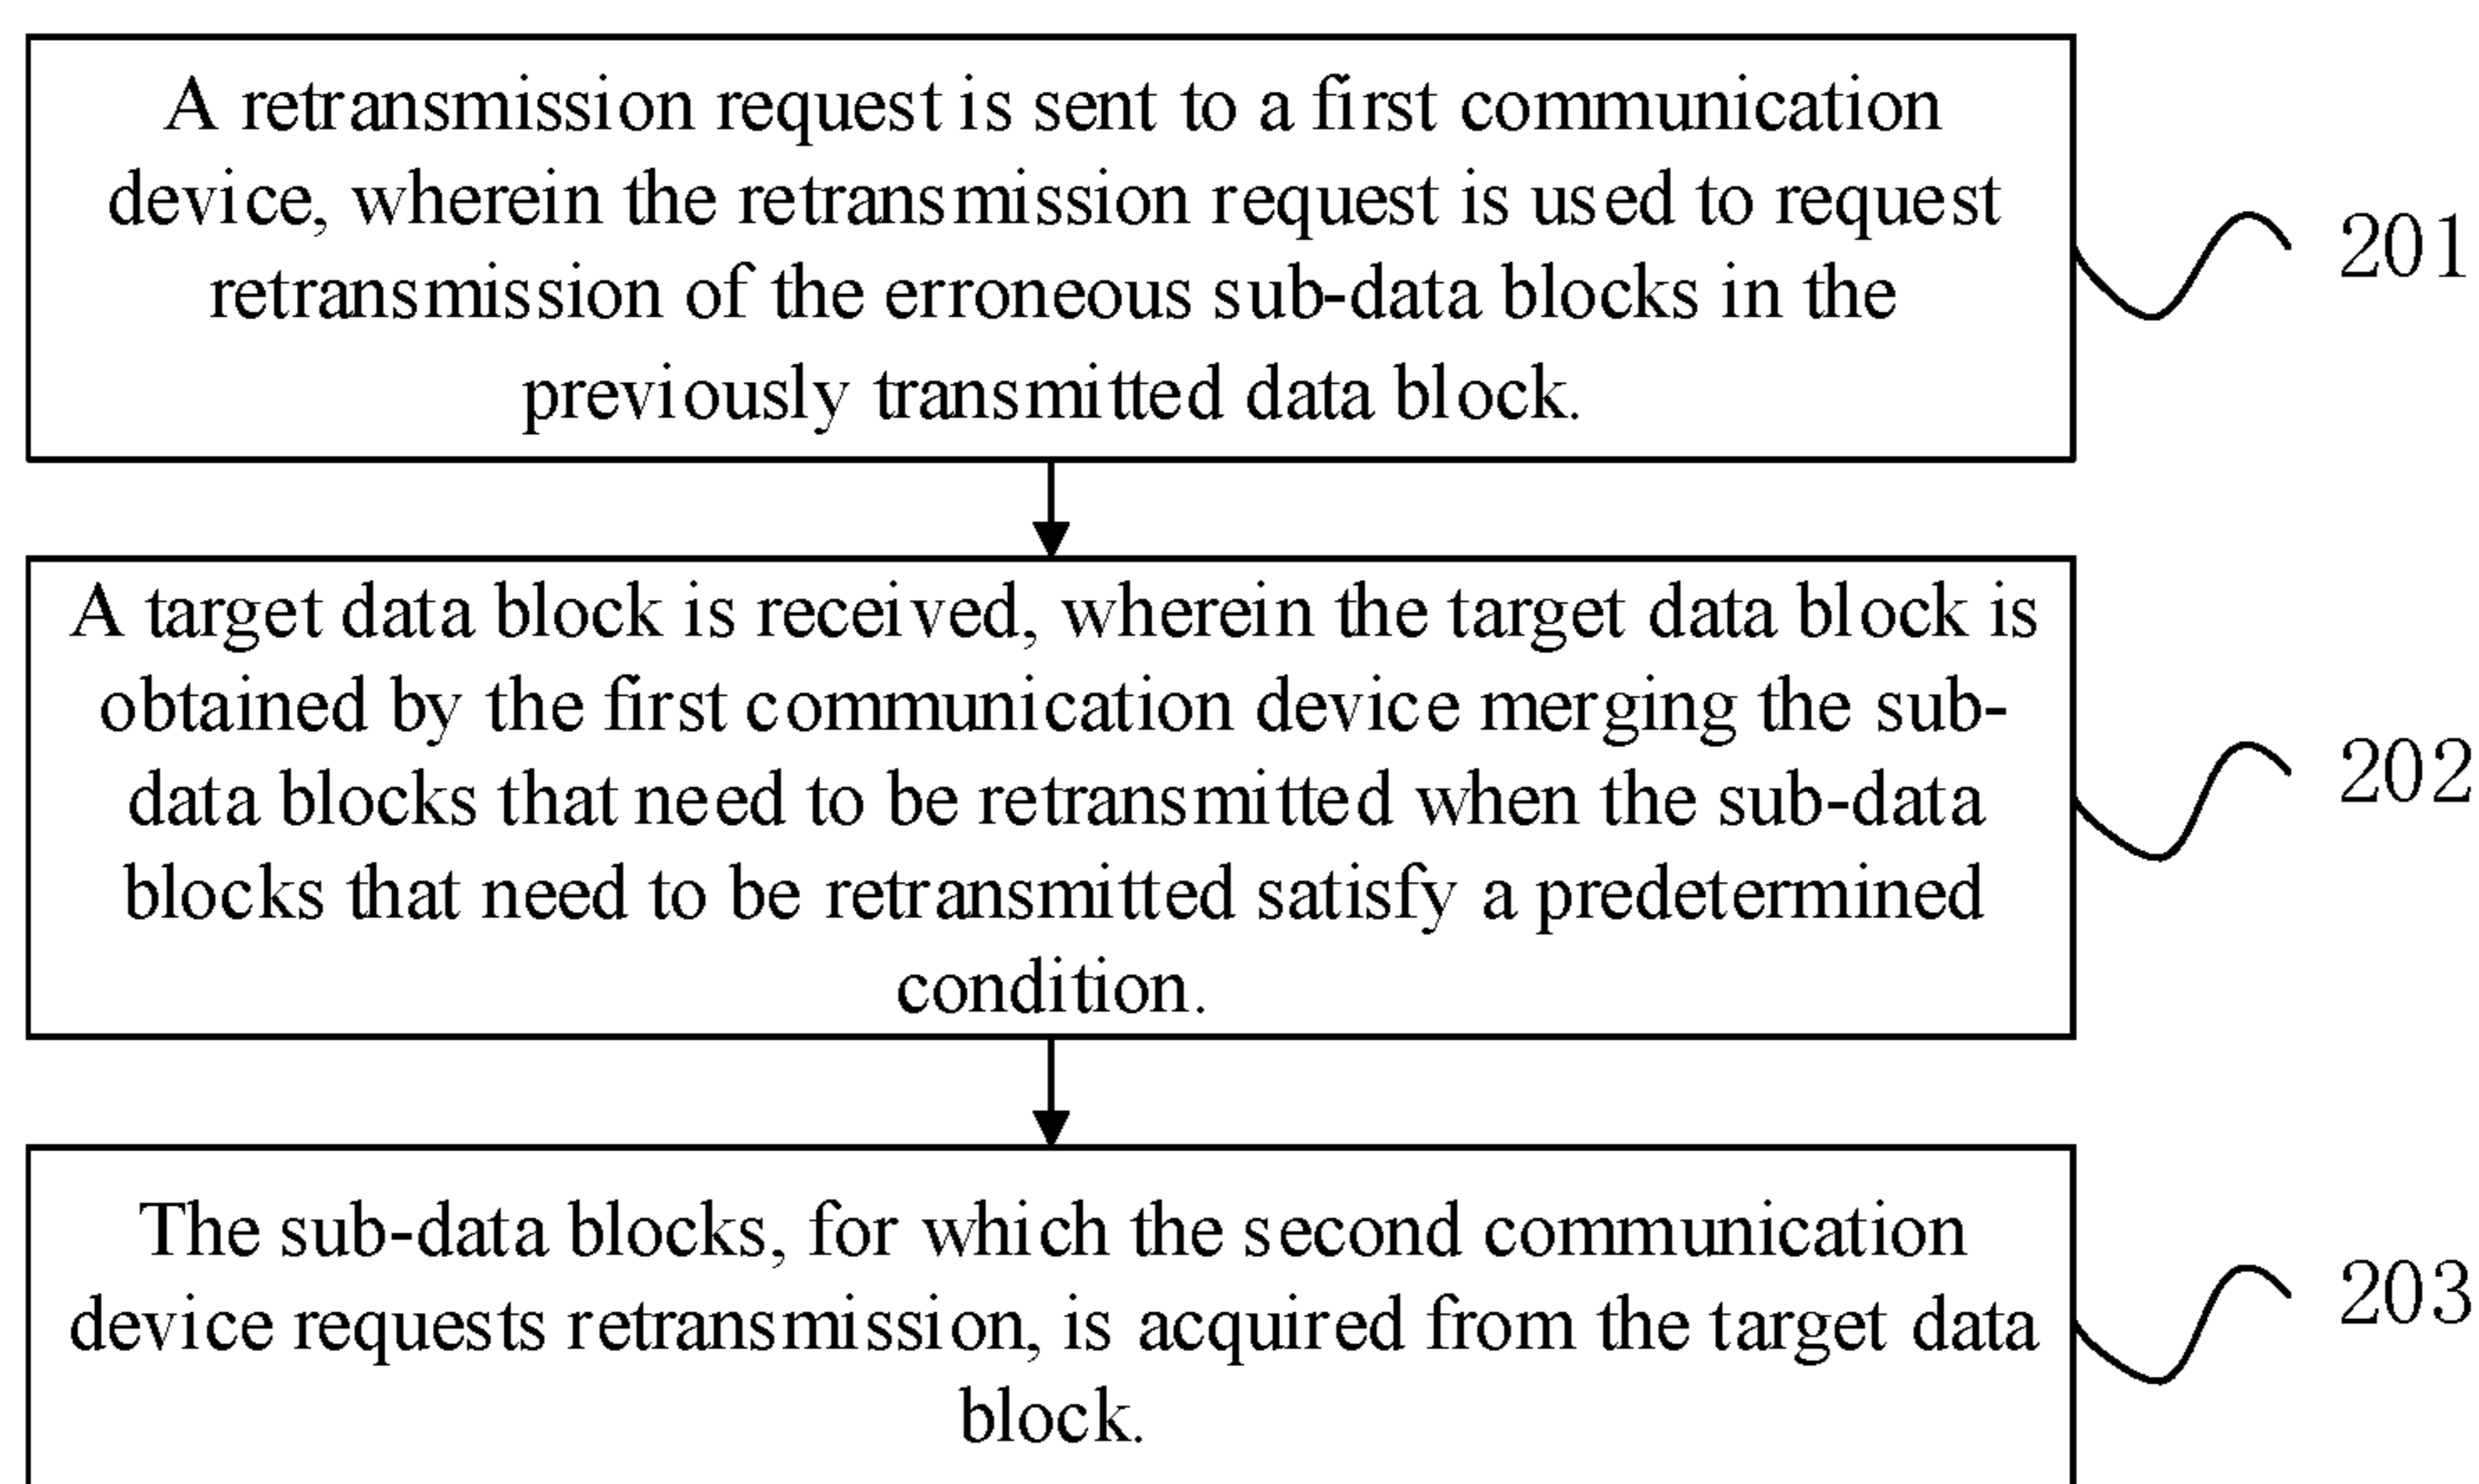 A retransmission request is sent to a first communication
device, wherein the retransmission request is used to request
retransmission of the erroneous sub-data blocks in the
previously transmitted data block.
201
A target data block is received, wherein the target data block is
obtained by the first communication device merging the sub-
data blocks that need to be retransmitted when the sub-data
blocks that need to be retransmitted satisfy a predetermined
condition.
202
The sub-data blocks, for which the second communication
device requests retransmission, is acquired from the target data
block.
203